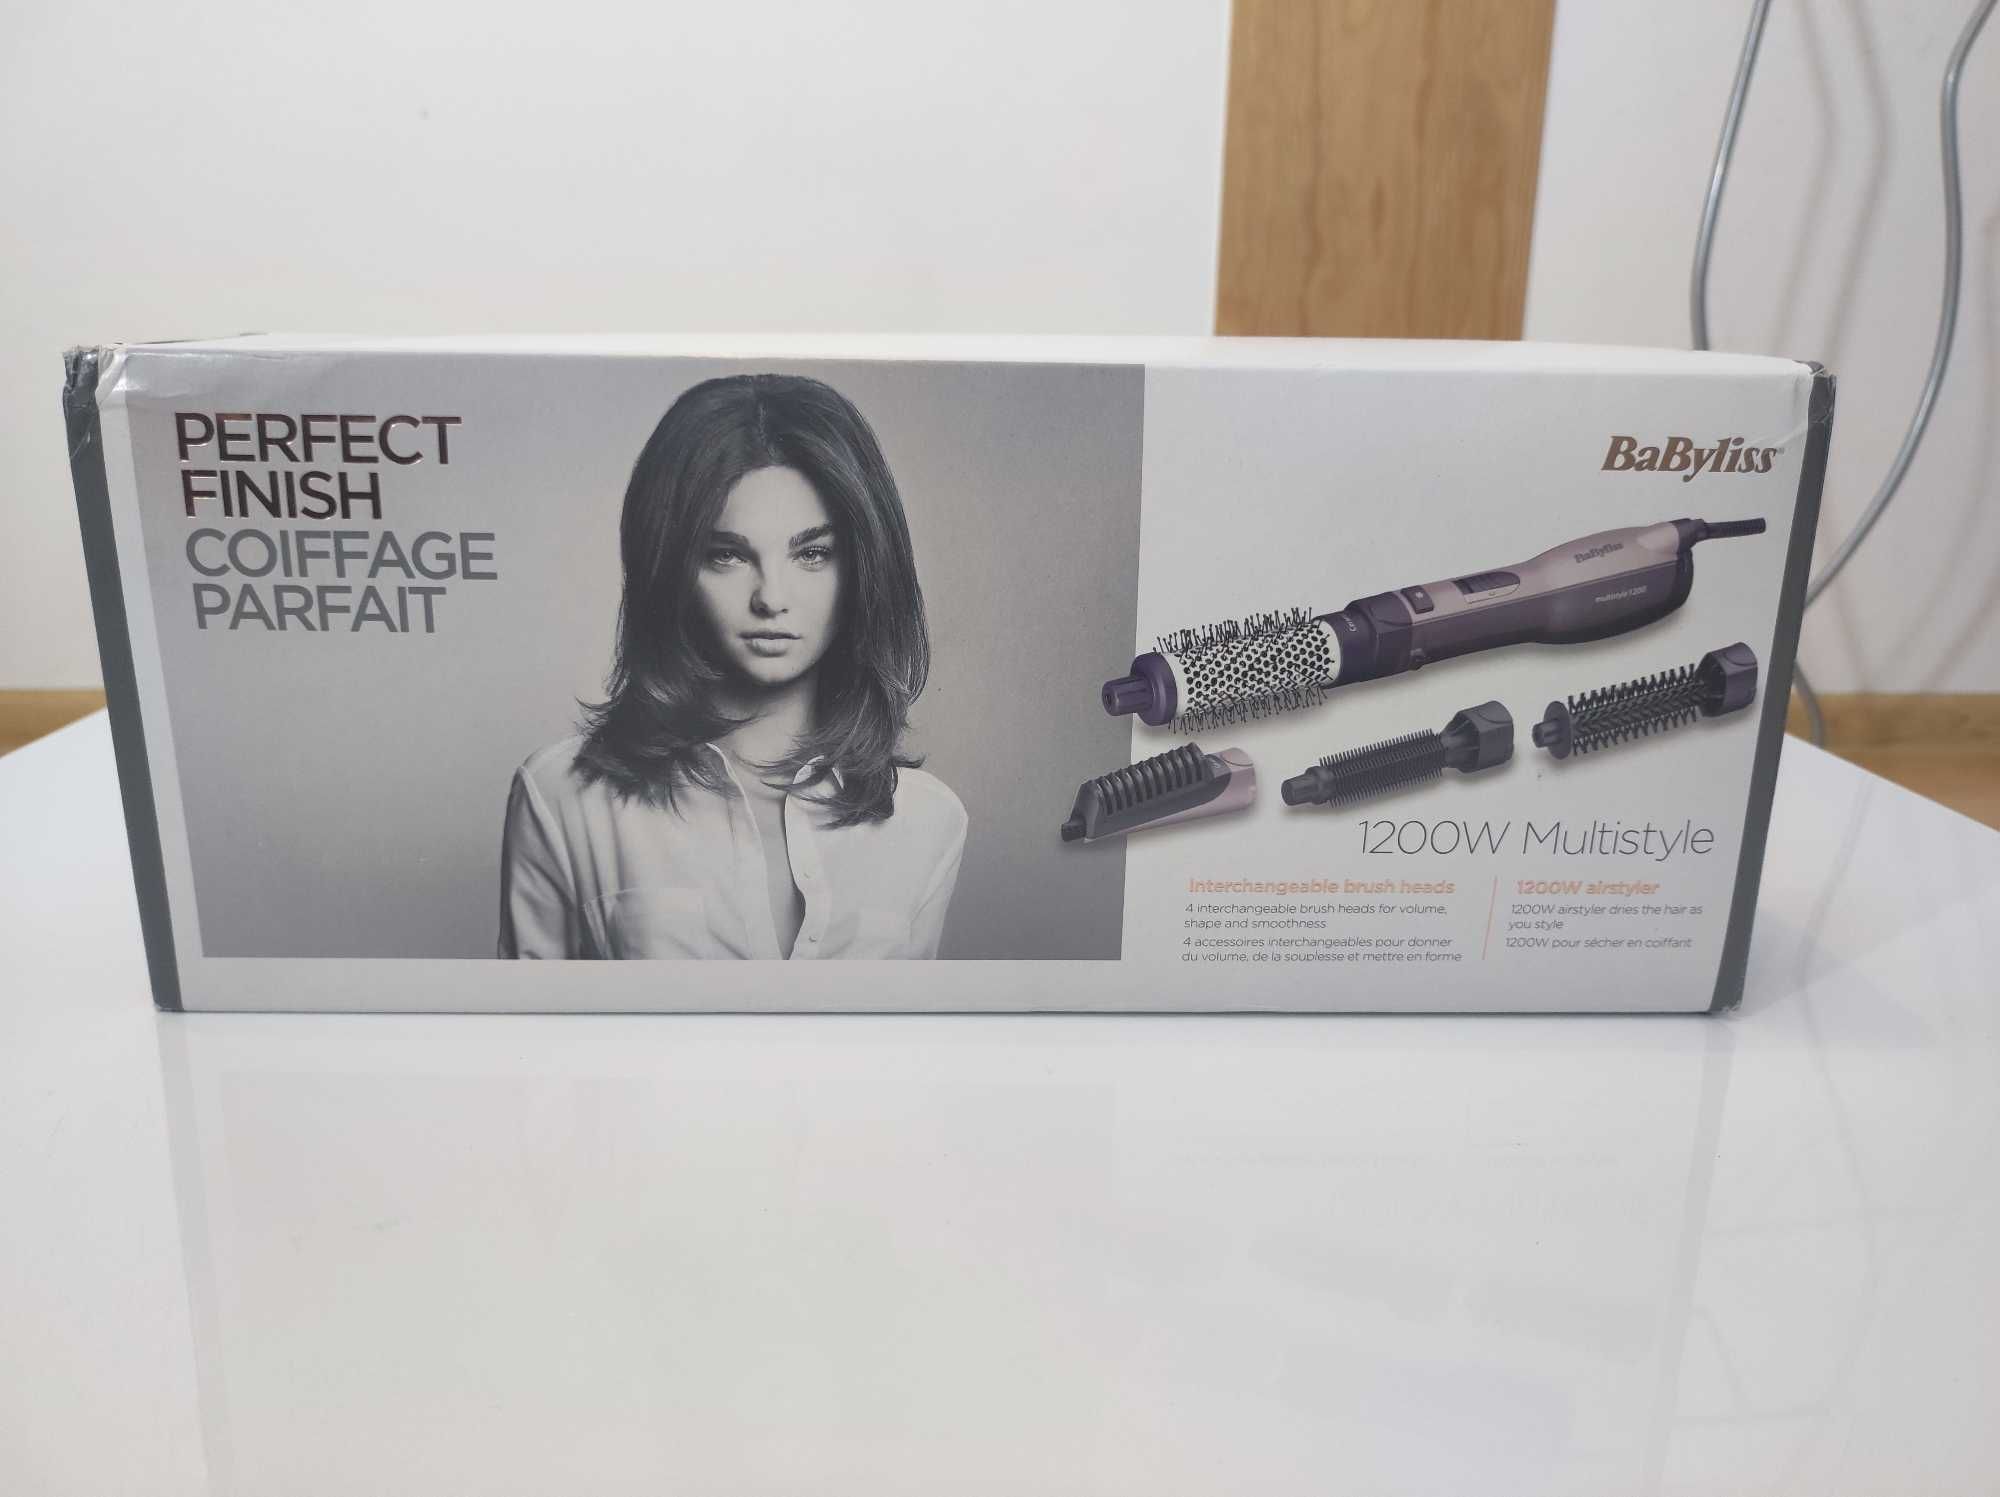 PERFECT
FINISH
COIFFAGE
PARFAIT
BaByliss®
BaByliss
multistyle 1200
1200W Multistyle
Interchangeable brush heads
4 interchangeable brush heads for volume,
shape and smoothness
4 accessoires interchangeables pour donner
du volume, de la souplesse et mettre en forme
1200W airstyler
1200W airstyler dries the hair as
you style
1200W pour sécher en coiffant